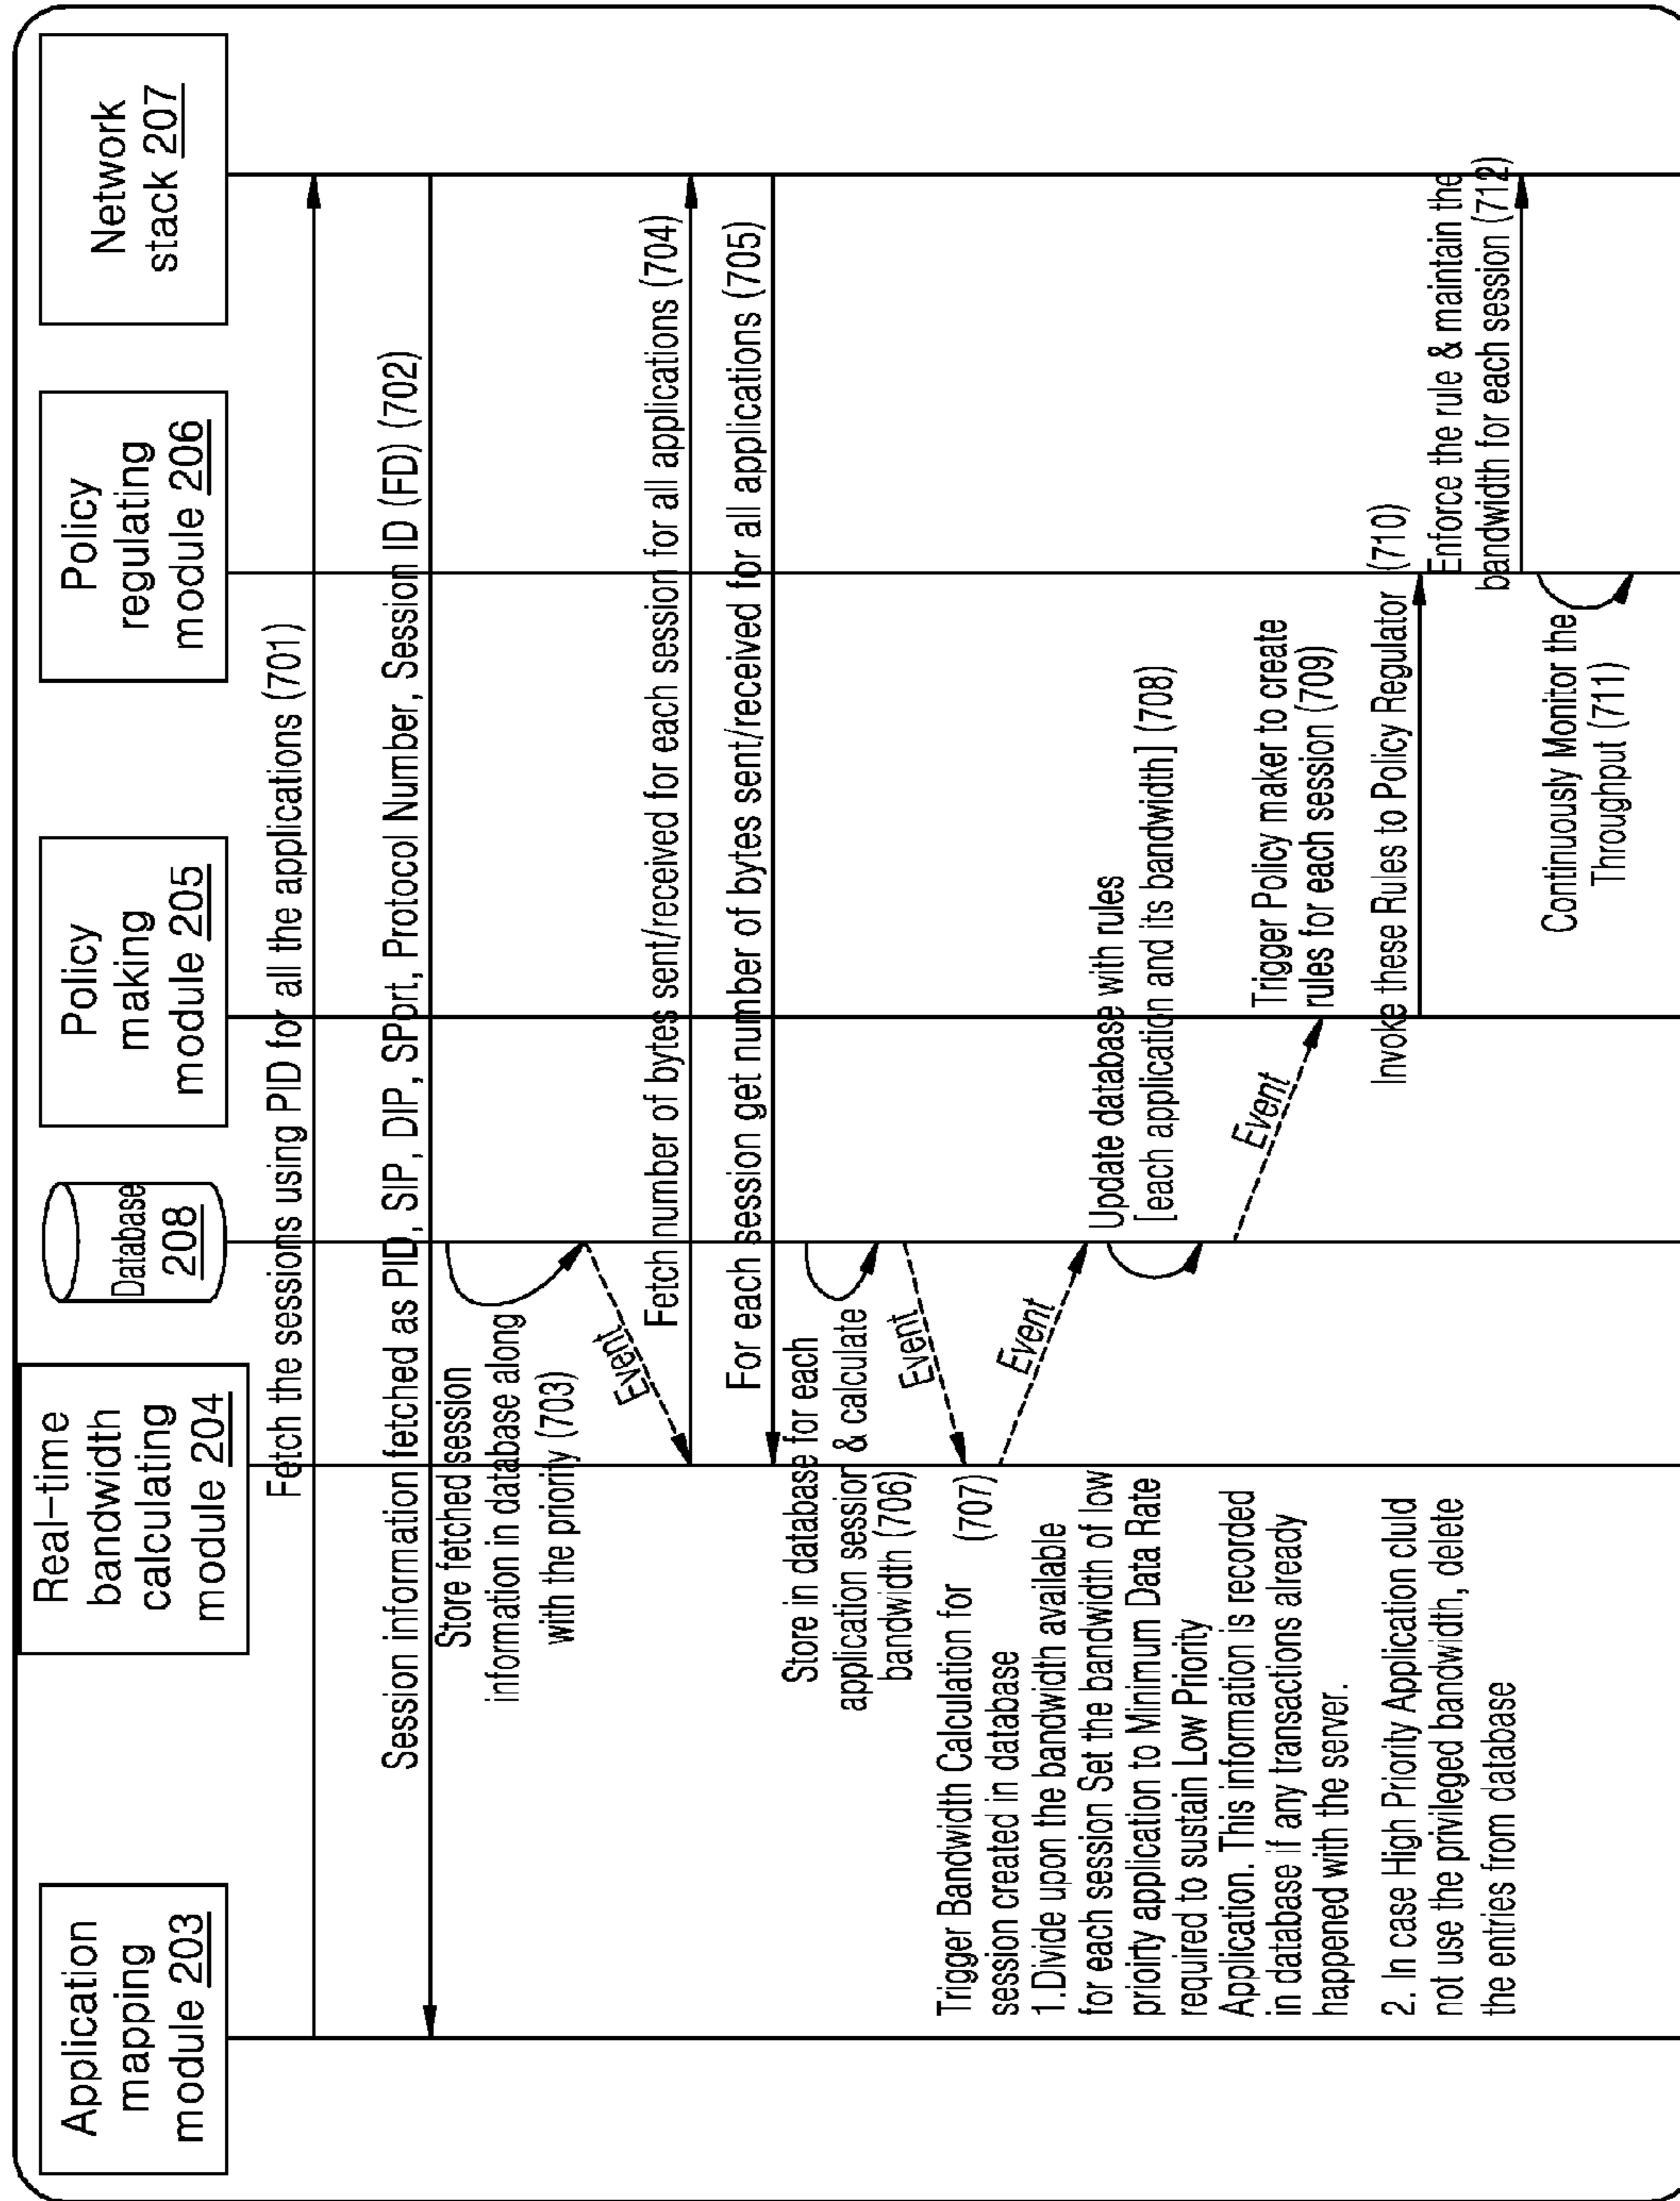 Application
mapping
module 203
Real-time
bandwidth
calculating
module 204
Database
208
Policy
making
module 205
Policy
regulating
module 206
Network
stack 207
Fetch the sessions using PID for all the applications (701)
Session information fetched as PID, SIP, DIP, SPort, Protocol Number, Session ID (FD) (702)
Store fetched session
information in database along
with the priority (703)
Event
Fetch number of bytes sent/received for each session for all applications (704)
For each session get number of bytes sent/received for all applications (705)
Store in database for each
application session & calculate
bandwidth (706)
Event
Trigger Bandwidth Calculation for (707)
session created in database
1.Divide upon the bandwidth available
for each session Set the bandwidth of low
prioirty application to Minimum Data Rate
required to sustain Low Priority
Application. This information is recorded
in database if any transactions already
happened with the server.
2. In case High Priority Application cluld
not use the privileged bandwidth, delete
the entries from database
Event
Update database with rules
[each application and its bandwidth] (708)
Event
Trigger Policy maker to create
rules for each session (709)
Invoke these Rules to Policy Regulator (710)
Enforce the rule & maintain the
bandwidth for each session (712)
Continuously Monitor the
Throughput (711)